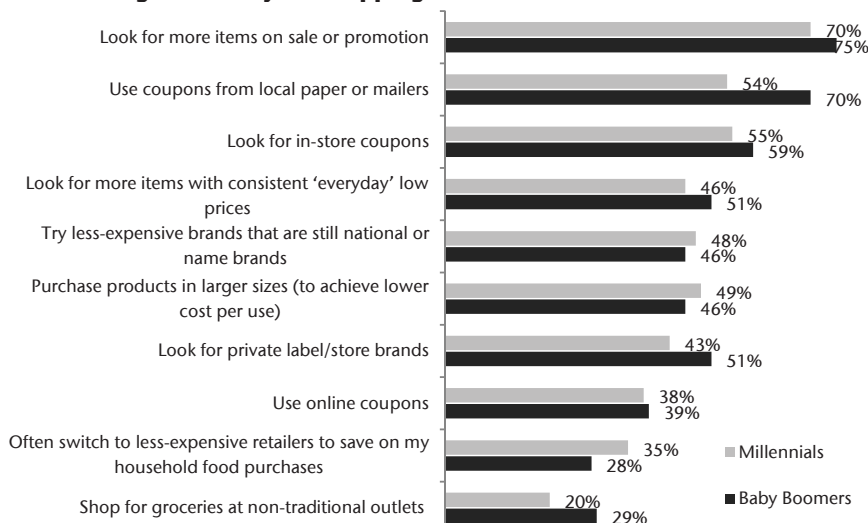 Look for more items on sale or promotion
70%
75%
Use coupons from local paper or mailers
54%
70%
Look for in-store coupons
55%
59%
Look for more items with consistent ‘everyday’ low
prices
46%
51%
Try less-expensive brands that are still national or
name brands
48%
46%
Purchase products in larger sizes (to achieve lower
cost per use)
49%
46%
Look for private label/store brands
43%
51%
Use online coupons
38%
39%
Often switch to less-expensive retailers to save on my
household food purchases
35%
28%
Shop for groceries at non-traditional outlets
20%
29%
Millennials
Baby Boomers